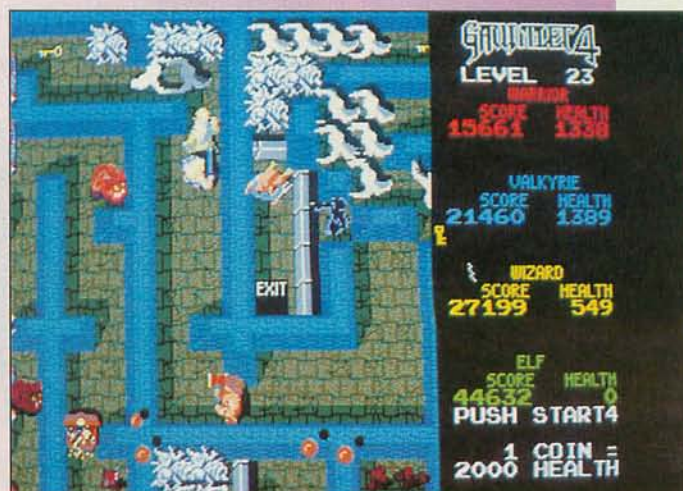 GAUNTLET 4
LEVEL 23
WARRIOR
SCORE HEALTH
15661 1338
VALKYRIE
SCORE HEALTH
21460 1389
EXIT
WIZARD
SCORE HEALTH
27199 549
ELF
SCORE HEALTH
44632 0
PUSH START4
1 COIN =
2000 HEALTH